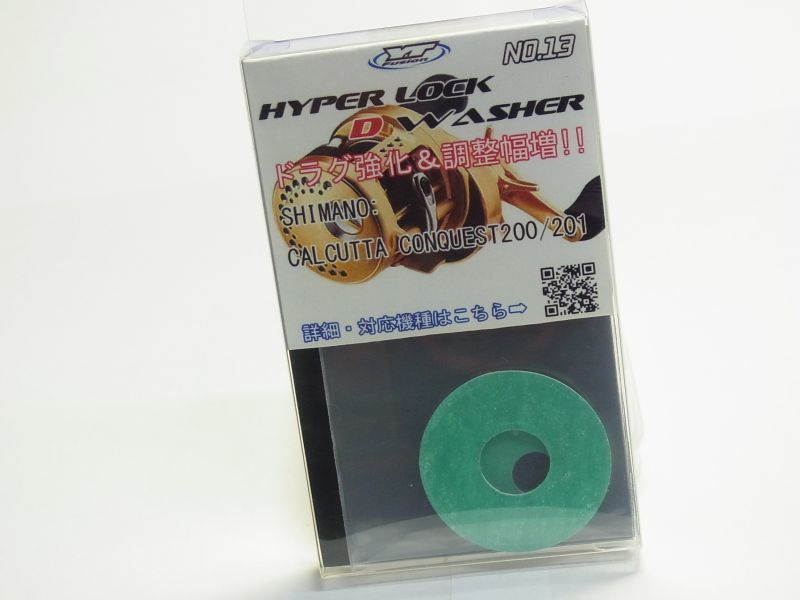 YT Fusion
NO.13
HYPER LOCK
D WASHER
ドラグ強化&調整幅増!!
SHIMANO:
CALCUTTA CONQUEST200/201
詳細・対応機種はこちら➡